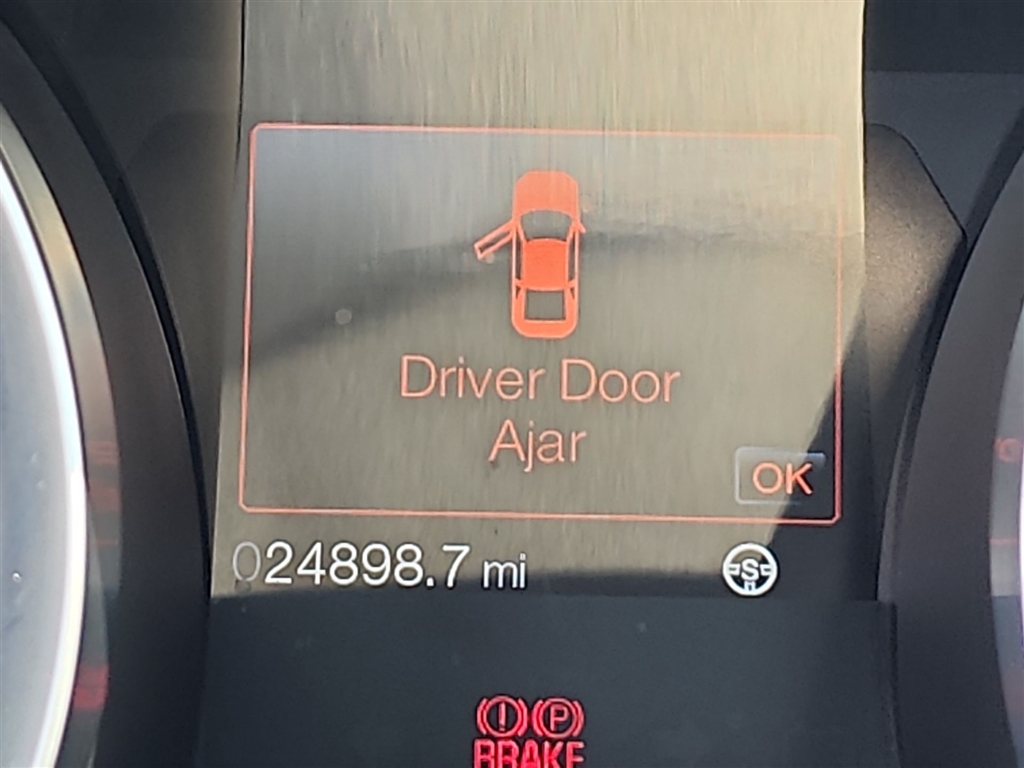 Driver Door
Ajar
OK
024898.7 mi
S
! P
BRAKE